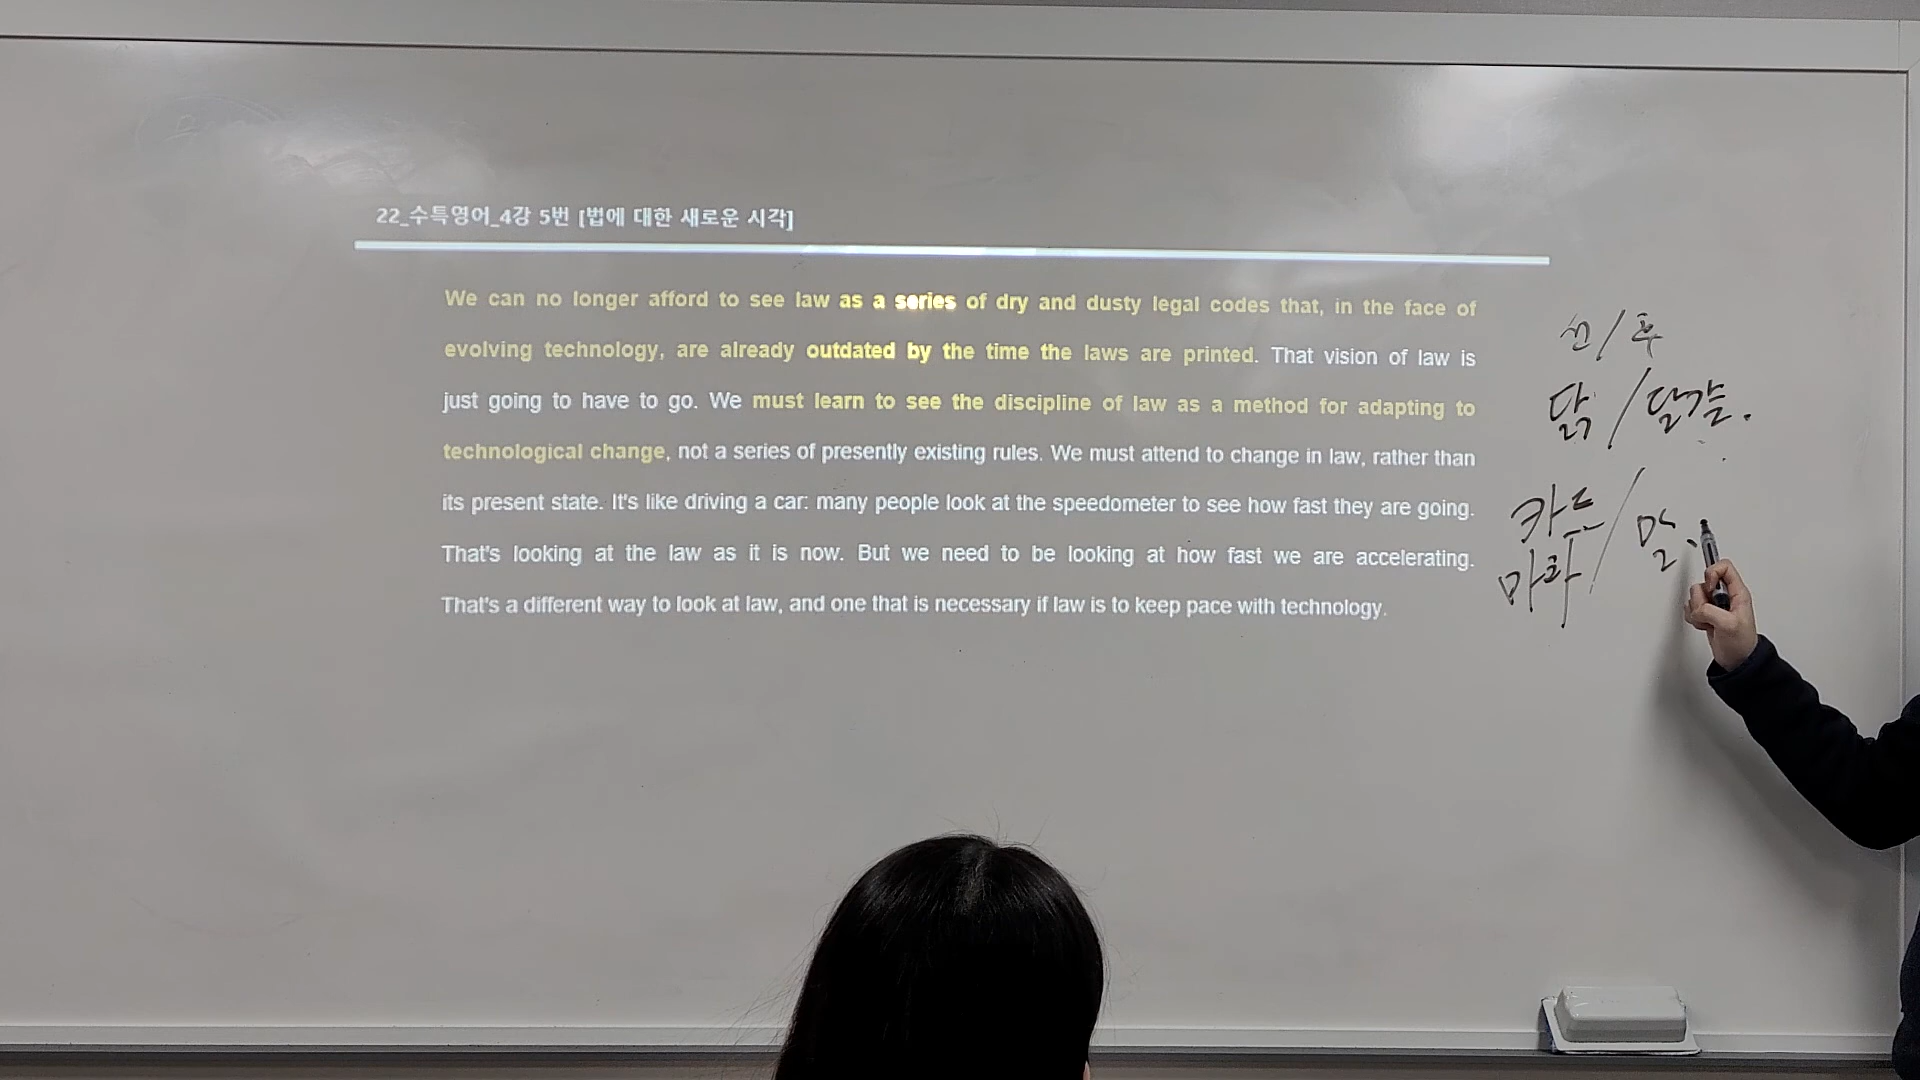 22_수특영어_4강 5번 [법에 대한 새로운 시각]
We can no longer afford to see law as a series of dry and dusty legal codes that, in the face of
evolving technology, are already outdated by the time the laws are printed. That vision of law is
just going to have to go. We must learn to see the discipline of law as a method for adapting to
technological change, not a series of presently existing rules. We must attend to change in law, rather than
its present state. It's like driving a car: many people look at the speedometer to see how fast they are going.
That's looking at the law as it is now. But we need to be looking at how fast we are accelerating.
That's a different way to look at law, and one that is necessary if law is to keep pace with technology.
선/후
닭/달걀.
마차/말